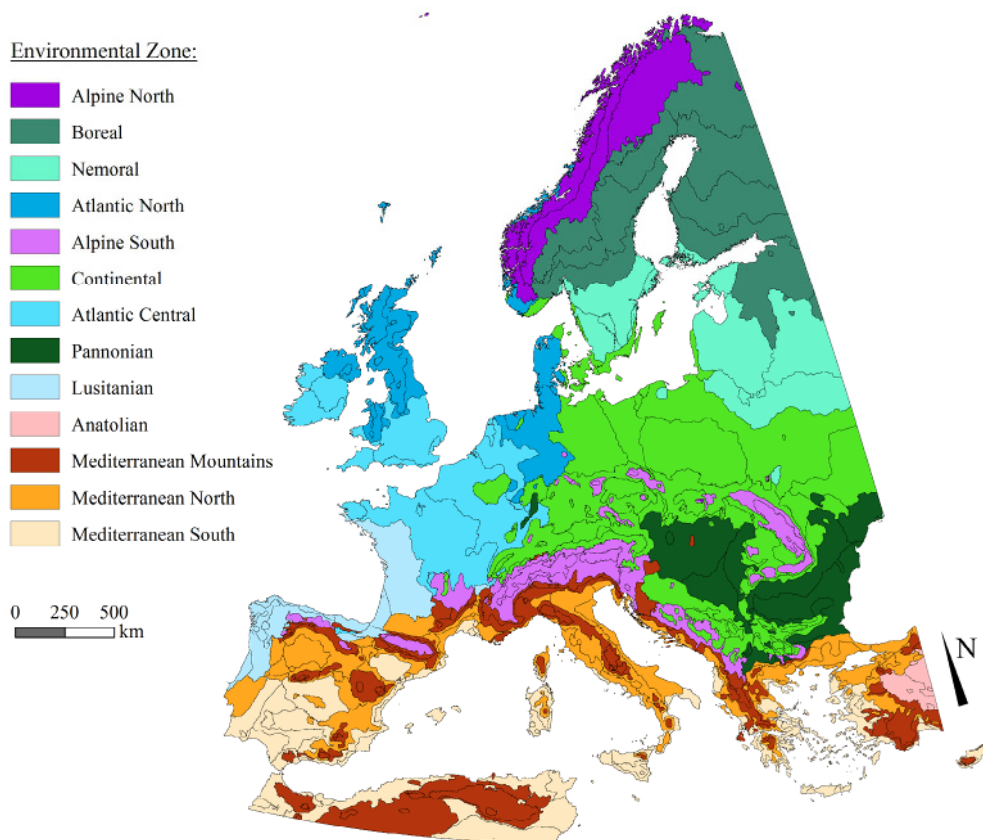 Environmental Zone:
Alpine North
Boreal
Nemoral
Atlantic North
Alpine South
Continental
Atlantic Central
Pannonian
Lusitanian
Anatolian
Mediterranean Mountains
Mediterranean North
Mediterranean South
0 250 500
km
N